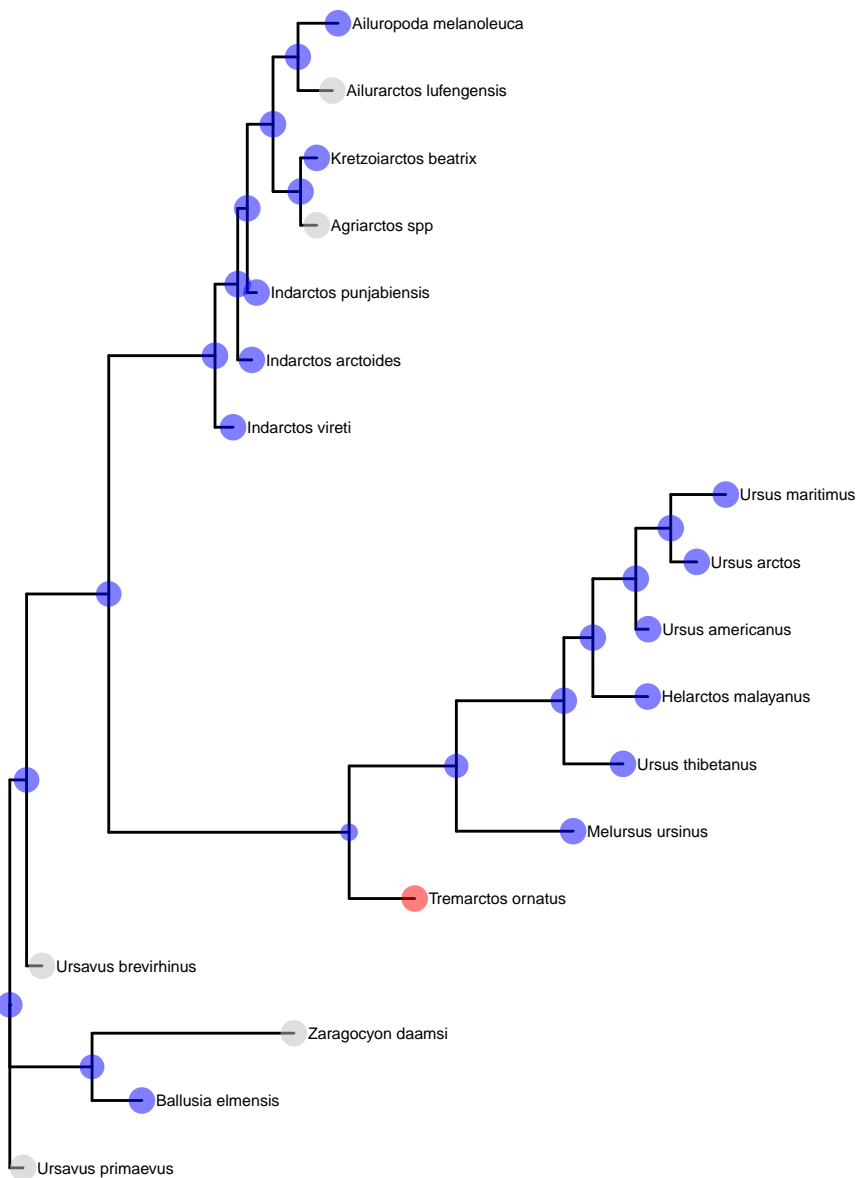 Ailuropoda melanoleuca
Ailurarctos lufengensis
Kretzoiarctos beatrix
Agriarctos spp
Indarctos punjabiensis
Indarctos arctoides
Indarctos vireti
Ursus maritimus
Ursus arctos
Ursus americanus
Helarctos malayanus
Ursus thibetanus
Melursus ursinus
Tremarctos ornatus
Ursavus brevirhinus
Zaragocyon daamsi
Ballusia elmensis
Ursavus primaevus